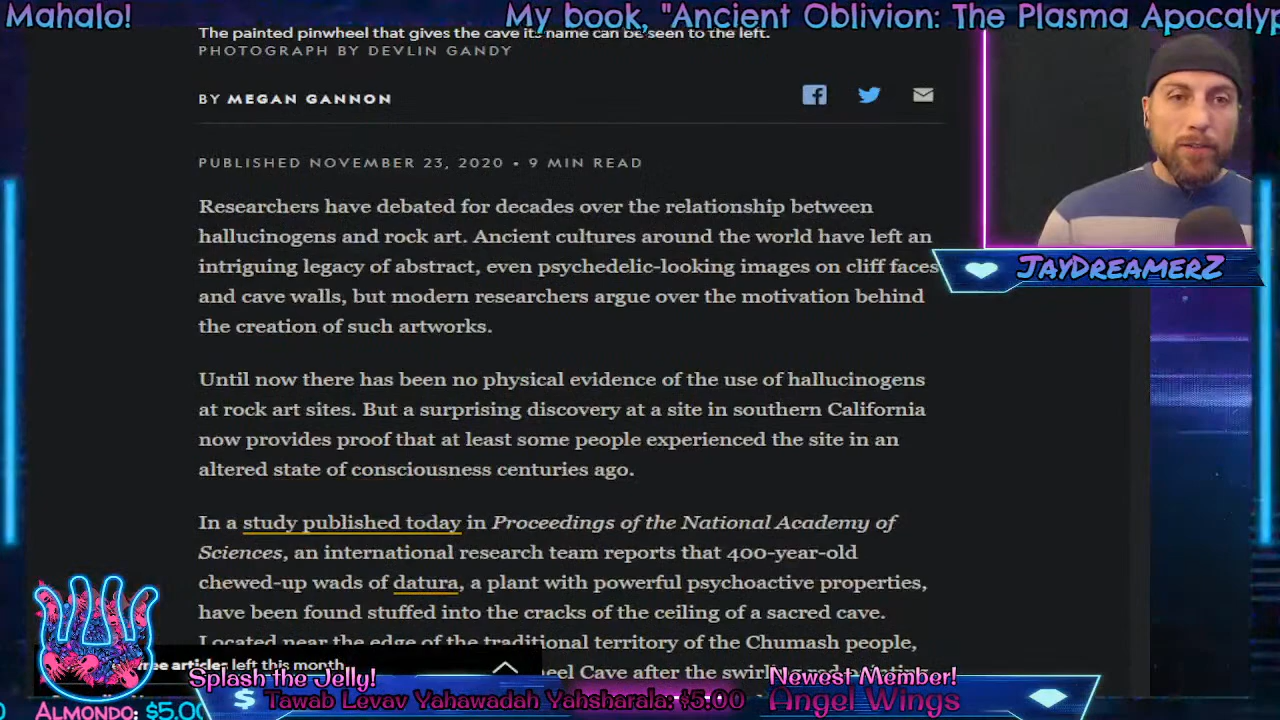 Mahalo!
My book, "Ancient Oblivion: The Plasma Apocalyp
The painted pinwheel that gives the cave its name can be seen to the left.
PHOTOGRAPH BY DEVLIN GANDY
BY MEGAN GANNON
PUBLISHED NOVEMBER 23, 2020 • 9 MIN READ
JayDreamerZ
Researchers have debated for decades over the relationship between
hallucinogens and rock art. Ancient cultures around the world have left an
intriguing legacy of abstract, even psychedelic-looking images on cliff faces
and cave walls, but modern researchers argue over the motivation behind
the creation of such artworks.
Until now there has been no physical evidence of the use of hallucinogens
at rock art sites. But a surprising discovery at a site in southern California
now provides proof that at least some people experienced the site in an
altered state of consciousness centuries ago.
In a study published today in Proceedings of the National Academy of
Sciences, an international research team reports that 400-year-old
chewed-up wads of datura, a plant with powerful psychoactive properties,
have been found stuffed into the cracks of the ceiling of a sacred cave.
Located near the edge of the traditional territory of the Chumash people,
Cave after the
left this month
Splash the Jelly!
Newest Member!
Almondo: $5.00
Tawab Levav Yahawadah Yahsharala: $5.00
Angel Wings